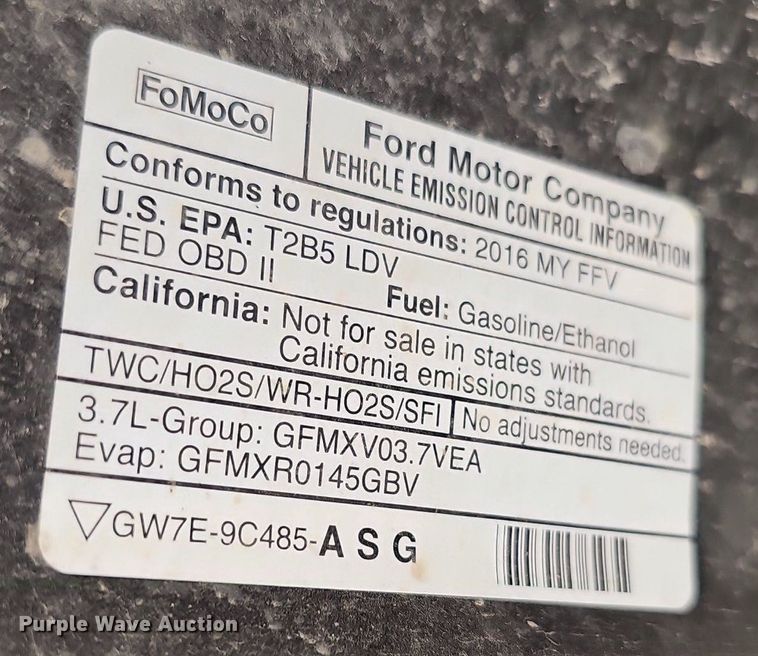 FoMoCo
Ford Motor Company
VEHICLE EMISSION CONTROL INFORMATION
Conforms to regulations: 2016 MY FFV
U.S. EPA: T2B5 LDV
FED OBD II
Fuel: Gasoline/Ethanol
California: Not for sale in states with
California emissions standards.
TWC/HO2S/WR-HO2S/SFI
No adjustments needed.
3.7L-Group: GFMXV03.7VEA
Evap: GFMXR0145GBV
GW7E-9C485-A S G
Purple Wave Auction